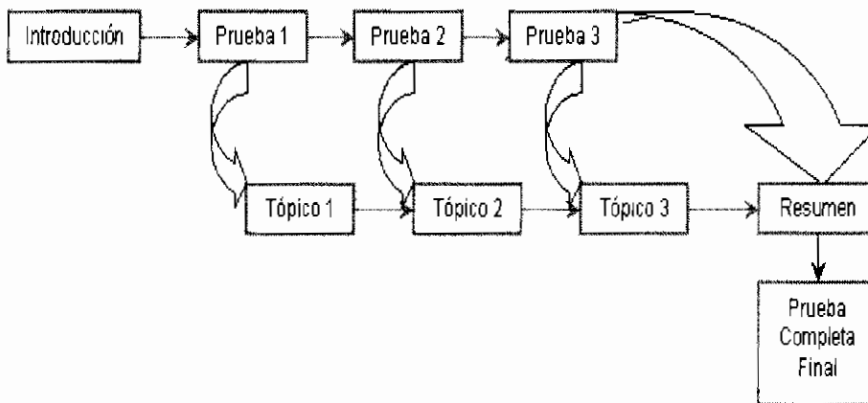 Introducción
Prueba 1
Prueba 2
Prueba 3
Tópico 1
Tópico 2
Tópico 3
Resumen
Prueba
Completa
Final